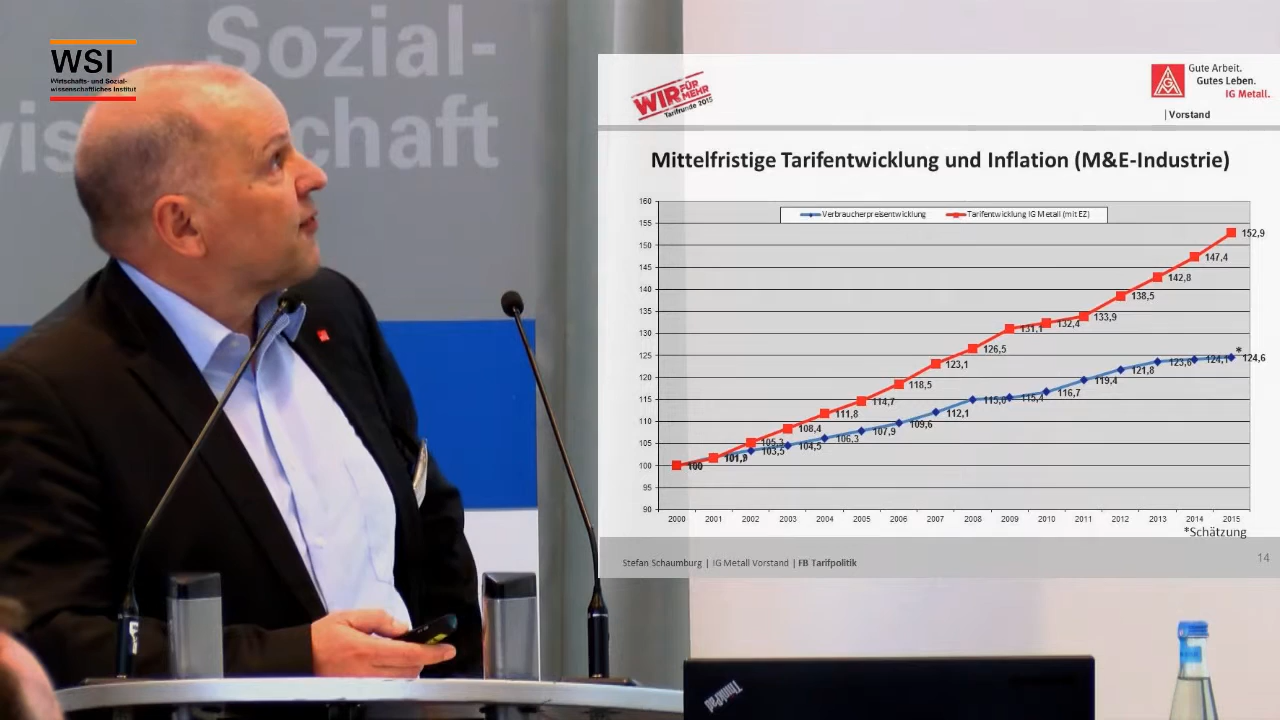 Sozial-
WSI
Wirtschafts- und Sozial-
wissenschaftliches Institut
chaft
WIR FÜR MEHR
Tarifrunde 2015
Gute Arbeit.
Gutes Leben.
IG Metall.
| Vorstand
Mittelfristige Tarifentwicklung und Inflation (M&E-Industrie)
Verbraucherpreisentwicklung
Tarifentwicklung IG Metall (mit EZ)
160
155
150
145
140
135
130
125
120
115
110
105
100
95
90
152,9
147,4
142,8
138,5
133,9
132,4
131,1
126,5
123,1
118,5
114,7
111,8
108,4
105,3
100
*
124,6
124,1
123,6
121,8
119,4
116,7
115,4
112,1
109,6
107,9
106,3
104,5
103,5
2000 2001 2002 2003 2004 2005 2006 2007 2008 2009 2010 2011 2012 2013 2014 2015
*Schätzung
Stefan Schaumburg | IG Metall Vorstand | FB Tarifpolitik
14
ThinkPad